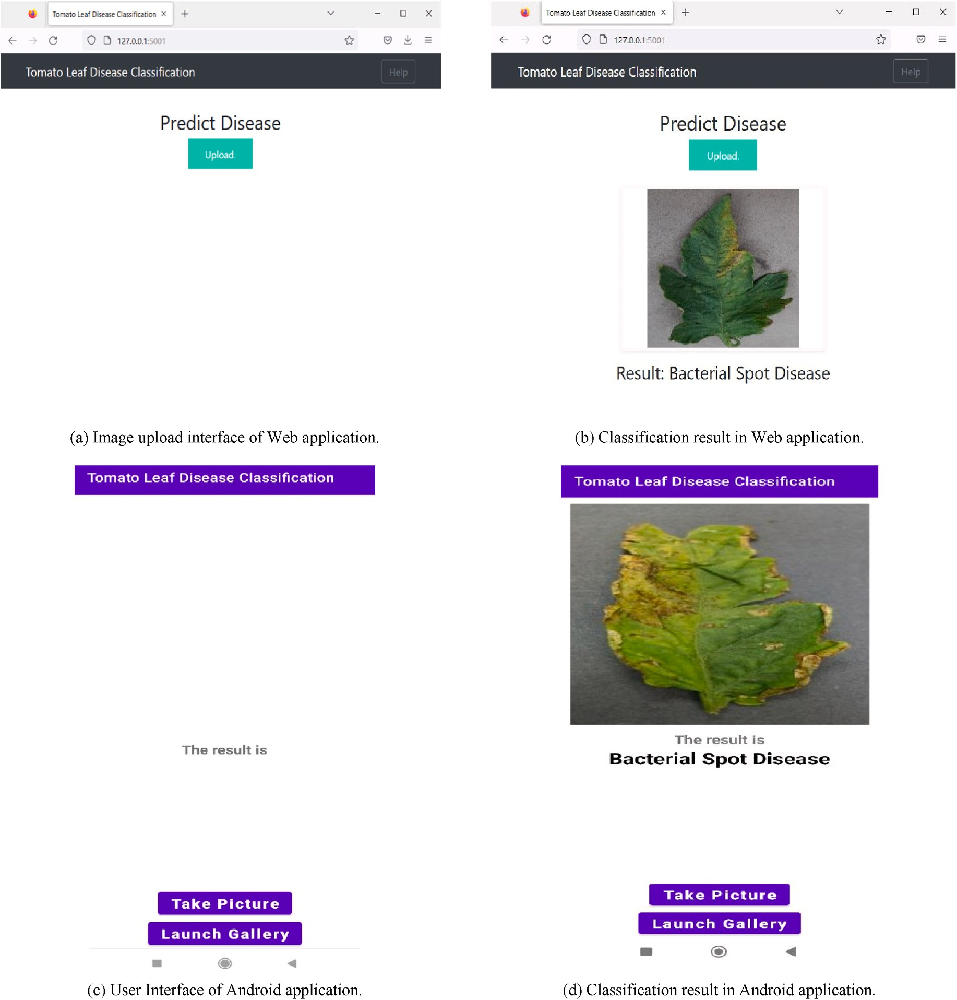 Tomato Leaf Disease Classification
127.0.0.1:5001
Tomato Leaf Disease Classification
Help
Predict Disease
Upload.
(a) Image upload interface of Web application.
Tomato Leaf Disease Classification
127.0.0.1:5001
Tomato Leaf Disease Classification
Help
Predict Disease
Upload.
Result: Bacterial Spot Disease
(b) Classification result in Web application.
Tomato Leaf Disease Classification
The result is
Take Picture
Launch Gallery
(c) User Interface of Android application.
Tomato Leaf Disease Classification
The result is
Bacterial Spot Disease
Take Picture
Launch Gallery
(d) Classification result in Android application.